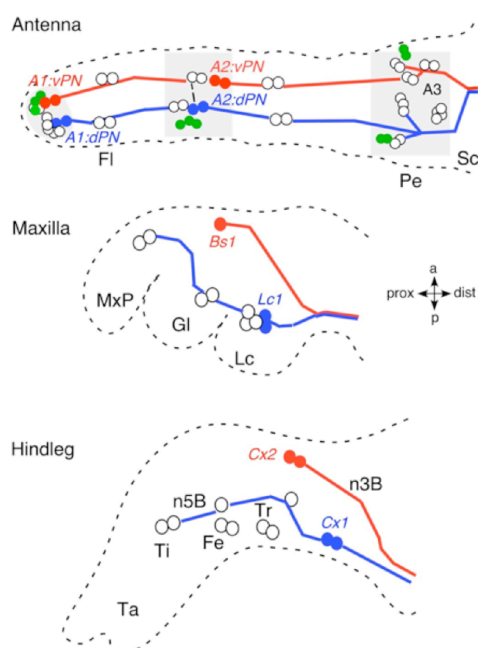 Antenna
A1:vPN
A2:vPN
A3
A2:dPN
A1:dPN
Fl
Pe
Sc
Maxilla
Bs1
MxP
Gl
Lc1
Lc
a
prox
dist
p
Hindleg
Cx2
n3B
n5B
Tr
Cx1
Ti
Fe
Ta